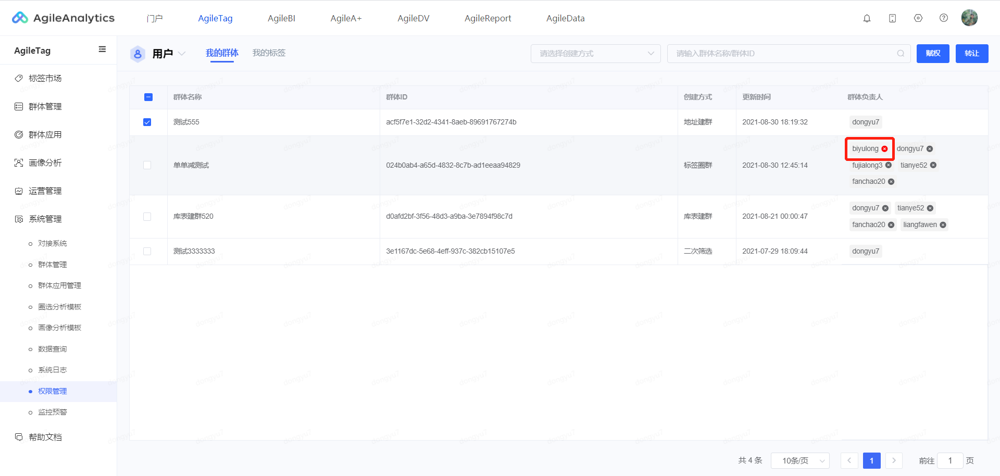 AgileAnalytics 门户 AgileTag AgileBI AgileA+ AgileDV AgileReport AgileData
AgileTag
标签市场
群体管理
群体应用
画像分析
运营管理
系统管理
对接系统
群体管理
群体应用管理
圈选分析模板
画像分析模板
数据查询
系统日志
权限管理
监控预警
帮助文档
用户 我的群体 我的标签 请选择创建方式 请输入群体名称/群体ID 赋权 转让
群体名称 群体ID 创建方式 更新时间 群体负责人
测试555 acf5f7e1-32d2-4341-8aeb-89691767274b 地址建群 2021-08-30 18:19:32 dongyu7
单单减测试 024b0ab4-a65d-4832-8c7b-ad1eeaa94829 标签圈群 2021-08-30 12:45:14 biyulong dongyu7
fujialong3 tianye52
fanchao20
库表建群520 d0afd2bf-3f56-48d3-a9ba-3e7894f98c7d 库表建群 2021-08-21 00:00:47 dongyu7 tianye52
fanchao20 liangfawen
测试3333333 3e1167dc-5e68-4eff-937c-382cb15107e5 二次筛选 2021-07-29 18:09:44 dongyu7
共 4 条 10条/页 1 前往 1 页